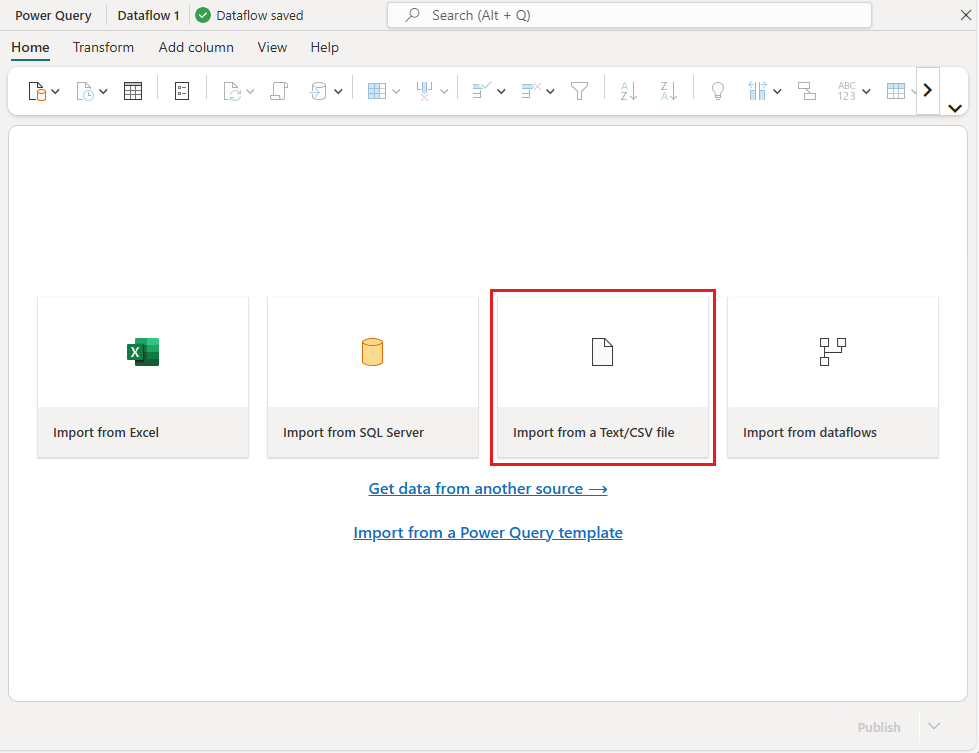 Power Query Dataflow 1 Dataflow saved Search (Alt + Q)
Home Transform Add column View Help
A Z Z A ABC 123
X
Import from Excel Import from SQL Server Import from a Text/CSV file Import from dataflows
Get data from another source →
Import from a Power Query template
Publish